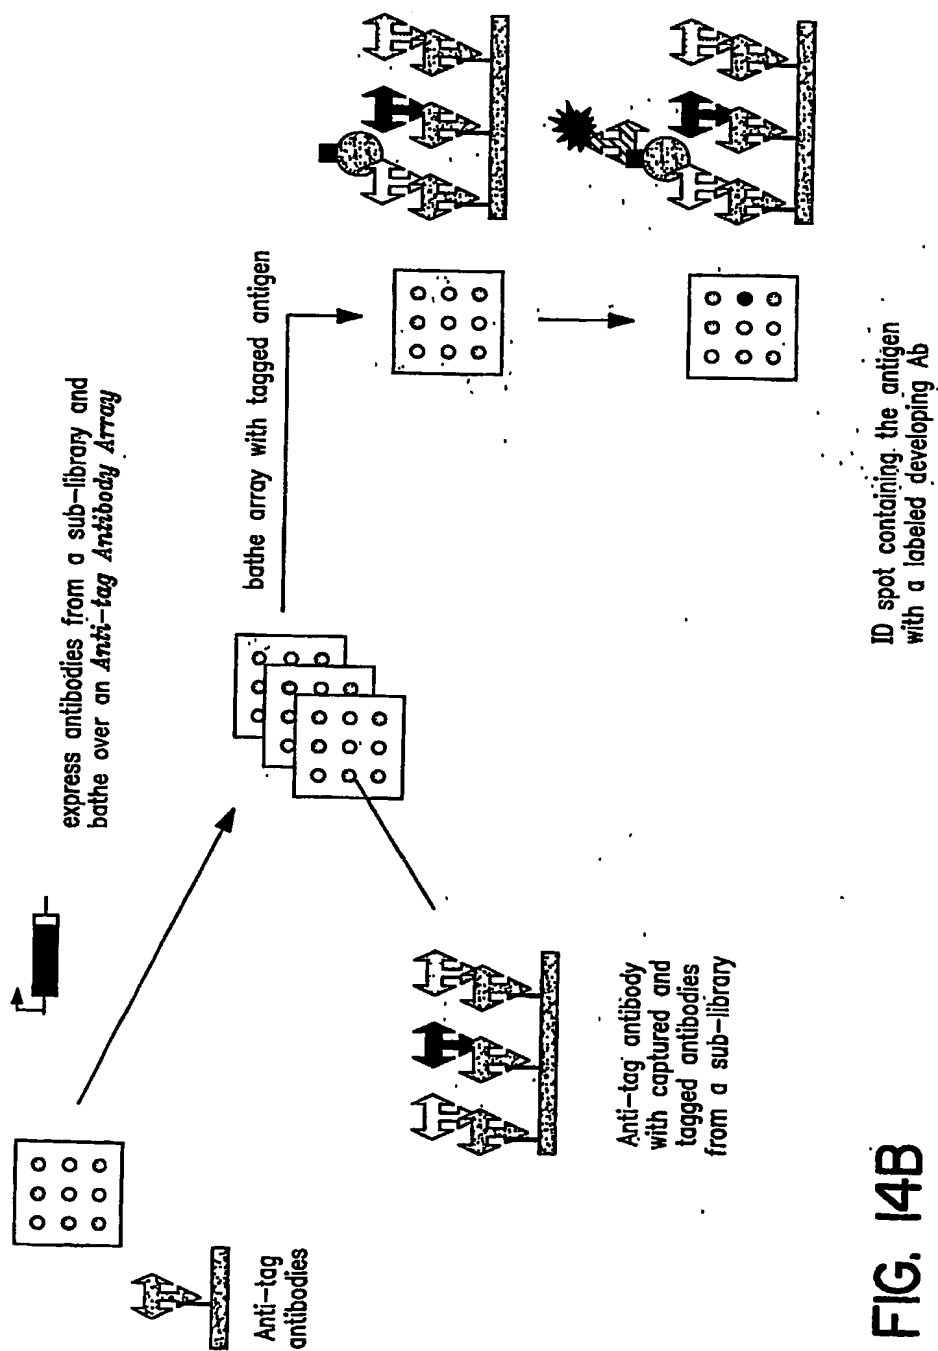 express antibodies from a sub-library and
bathe over an Anti-tag Antibody Array
bathe array with tagged antigen
Anti-tag
antibodies
Anti-tag antibody
with captured and
tagged antibodies
from a sub-library
ID spot containing the antigen
with a labeled developing Ab
FIG. 14B